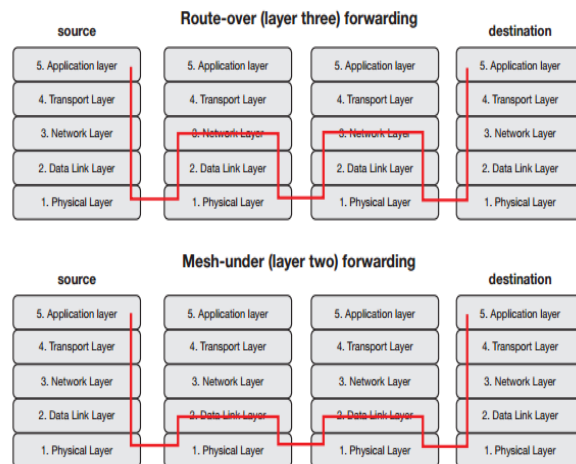 Route-over (layer three) forwarding
source destination
5. Application layer 5. Application layer 5. Application layer 5. Application layer
4. Transport Layer 4. Transport Layer 4. Transport Layer 4. Transport Layer
3. Network Layer 3. Network Layer 3. Network Layer 3. Network Layer
2. Data Link Layer 2. Data Link Layer 2. Data Link Layer 2. Data Link Layer
1. Physical Layer 1. Physical Layer 1. Physical Layer 1. Physical Layer
Mesh-under (layer two) forwarding
source destination
5. Application layer 5. Application layer 5. Application layer 5. Application layer
4. Transport Layer 4. Transport Layer 4. Transport Layer 4. Transport Layer
3. Network Layer 3. Network Layer 3. Network Layer 3. Network Layer
2. Data Link Layer 2. Data Link Layer 2. Data Link Layer 2. Data Link Layer
1. Physical Layer 1. Physical Layer 1. Physical Layer 1. Physical Layer